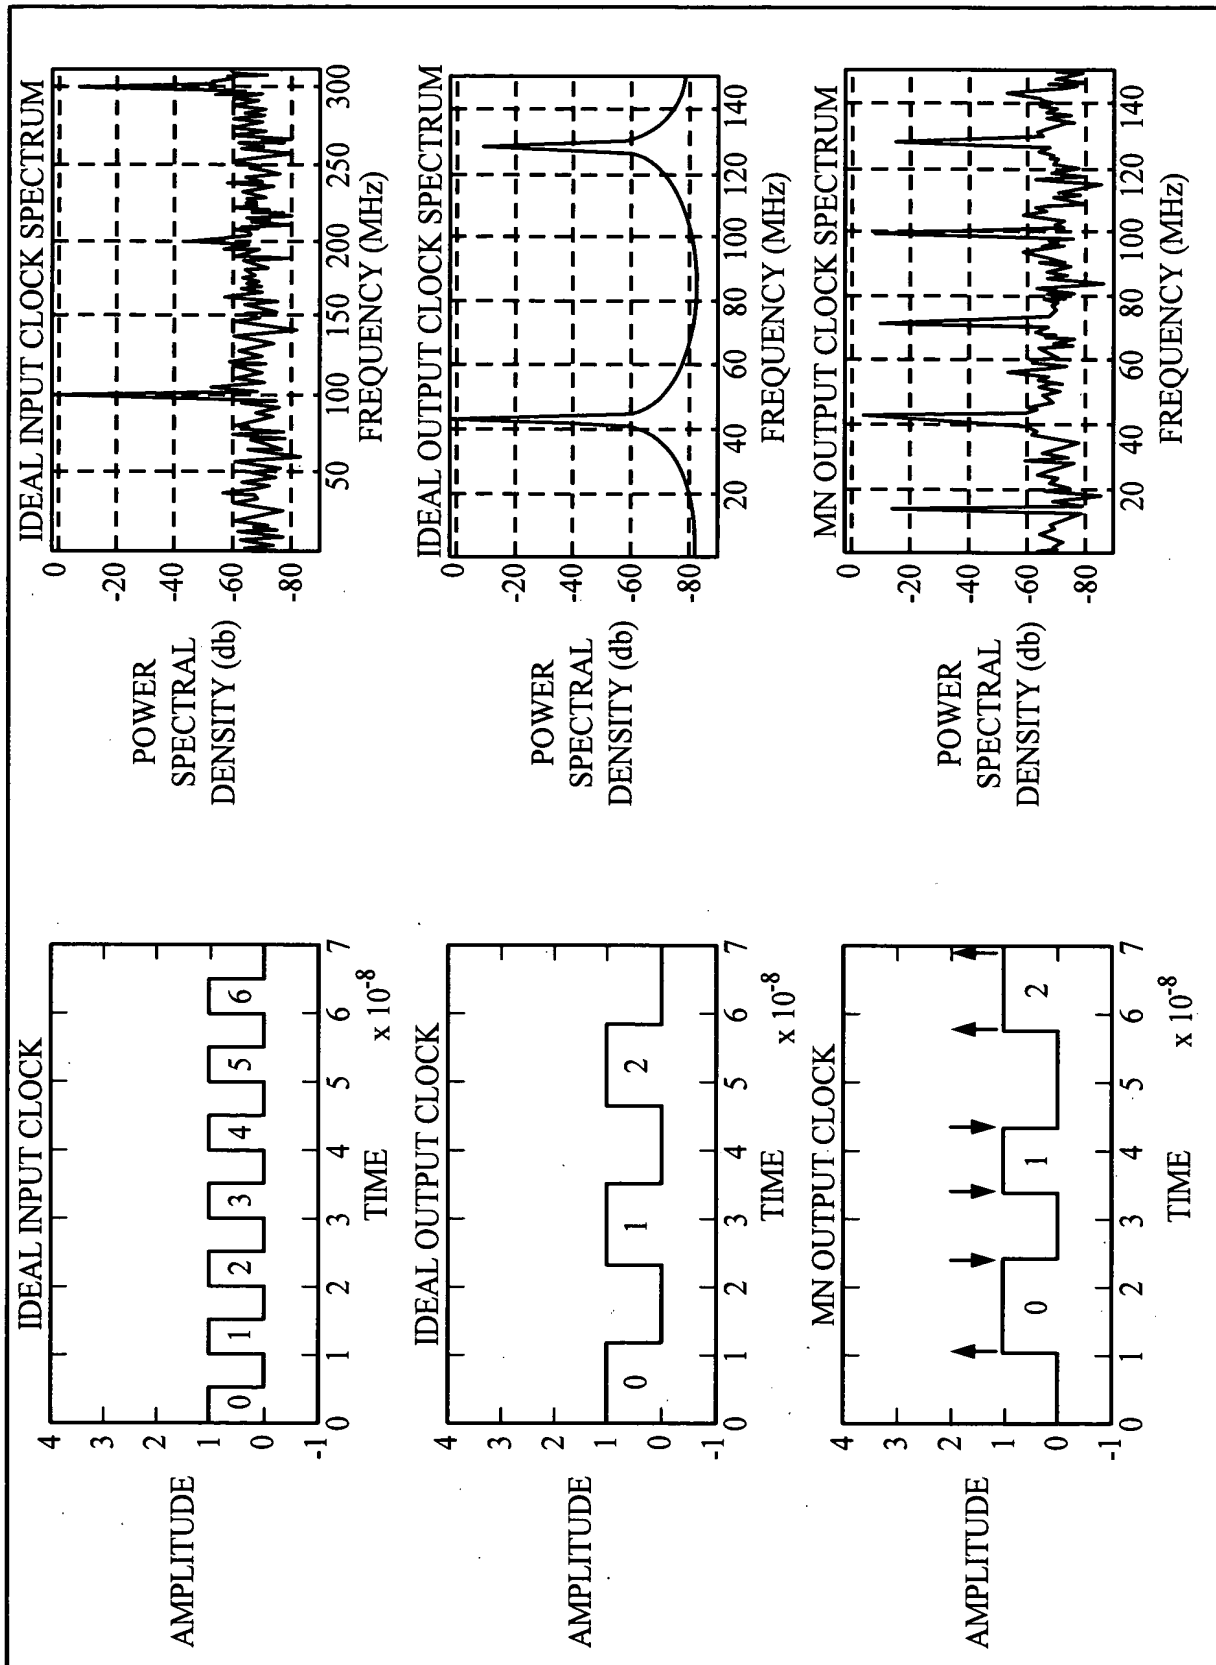 IDEAL INPUT CLOCK
AMPLITUDE
4
3
2
1
0
-1
0 1 2 3 4 5 6
0 1 2 3 4 5 6 7
TIME
x 10-8
IDEAL INPUT CLOCK SPECTRUM
POWER
SPECTRAL
DENSITY (db)
0
-20
-40
-60
-80
50 100 150 200 250 300
FREQUENCY (MHz)
IDEAL OUTPUT CLOCK
AMPLITUDE
4
3
2
1
0
-1
0 1 2
0 1 2 3 4 5 6 7
TIME
x 10-8
IDEAL OUTPUT CLOCK SPECTRUM
POWER
SPECTRAL
DENSITY (db)
0
-20
-40
-60
-80
20 40 60 80 100 120 140
FREQUENCY (MHz)
MN OUTPUT CLOCK
AMPLITUDE
4
3
2
1
0
-1
0 1 2
0 1 2 3 4 5 6 7
TIME
x 10-8
MN OUTPUT CLOCK SPECTRUM
POWER
SPECTRAL
DENSITY (db)
0
-20
-40
-60
-80
20 40 60 80 100 120 140
FREQUENCY (MHz)